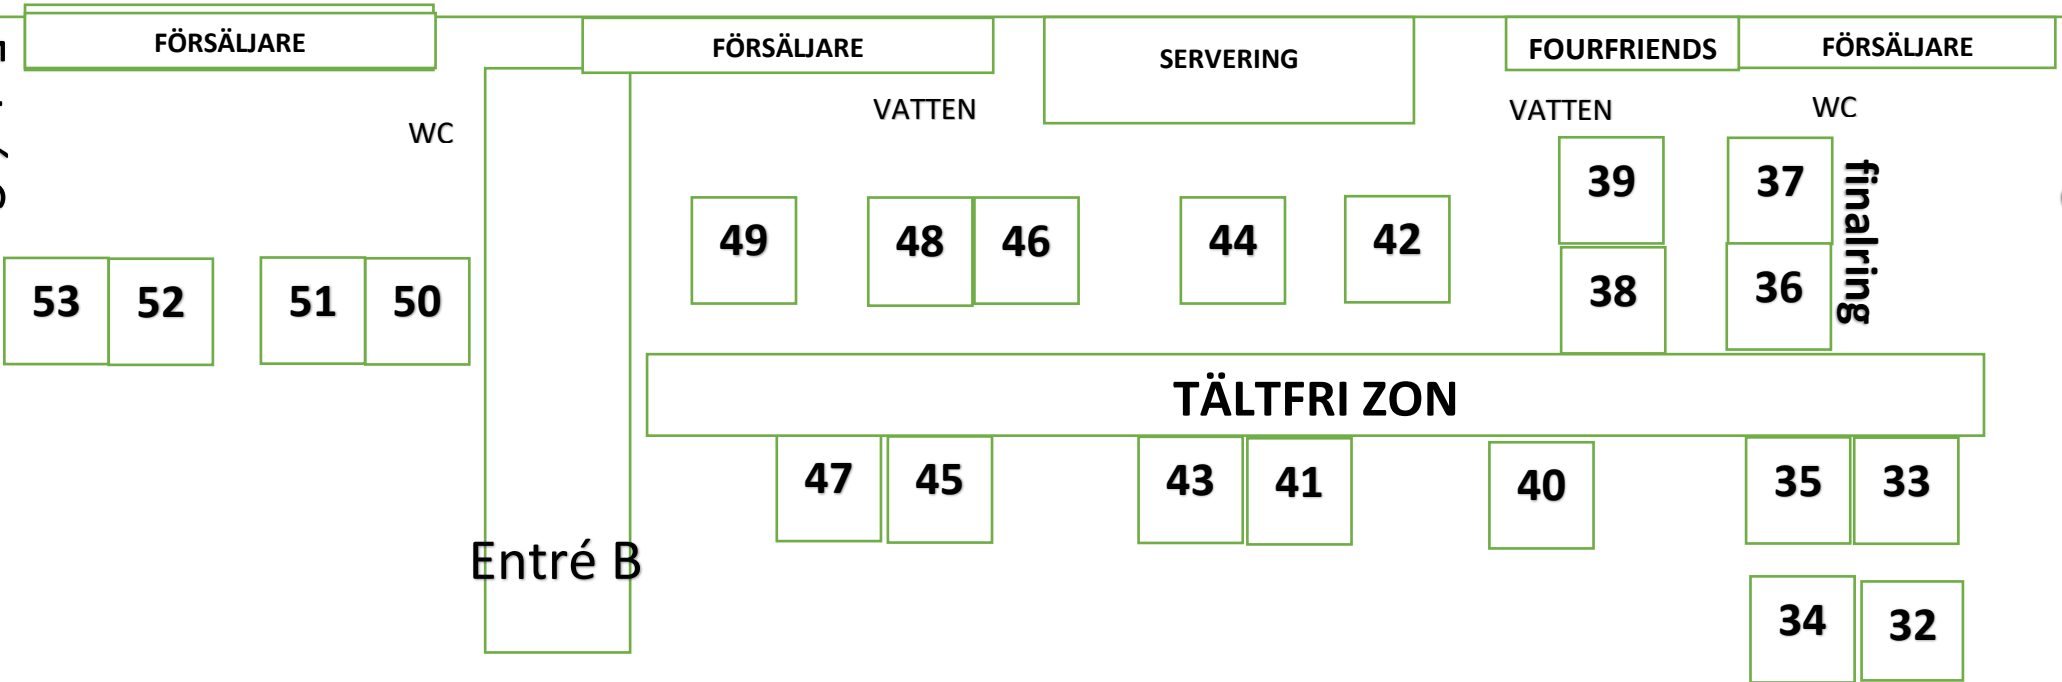 FÖRSÄLJARE
FÖRSÄLJARE
SERVERING
FOURFRIENDS
FÖRSÄLJARE
WC
VATTEN
VATTEN
WC
39
37
finalring
49
48
46
44
42
38
36
53
52
51
50
TÄLTFRI ZON
47
45
43
41
40
35
33
Entré B
34
32